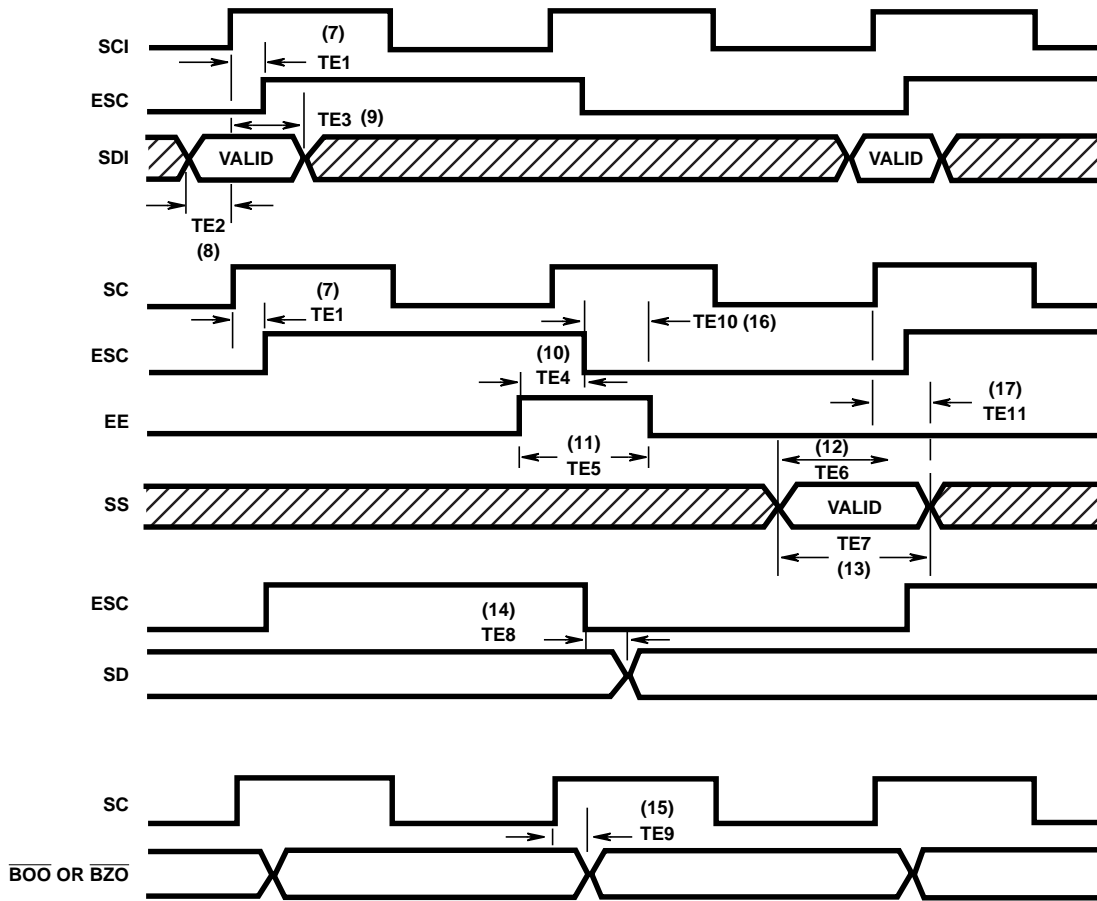 SCI
(7)
TE1
ESC
TE3 (9)
SDI
VALID
VALID
TE2
(8)
SC
(7)
TE1
TE10 (16)
ESC
(10)
TE4
(17)
TE11
EE
(11)
TE5
(12)
TE6
SS
VALID
TE7
(13)
ESC
(14)
TE8
SD
SC
(15)
TE9
B̅O̅O̅ OR B̅Z̅O̅